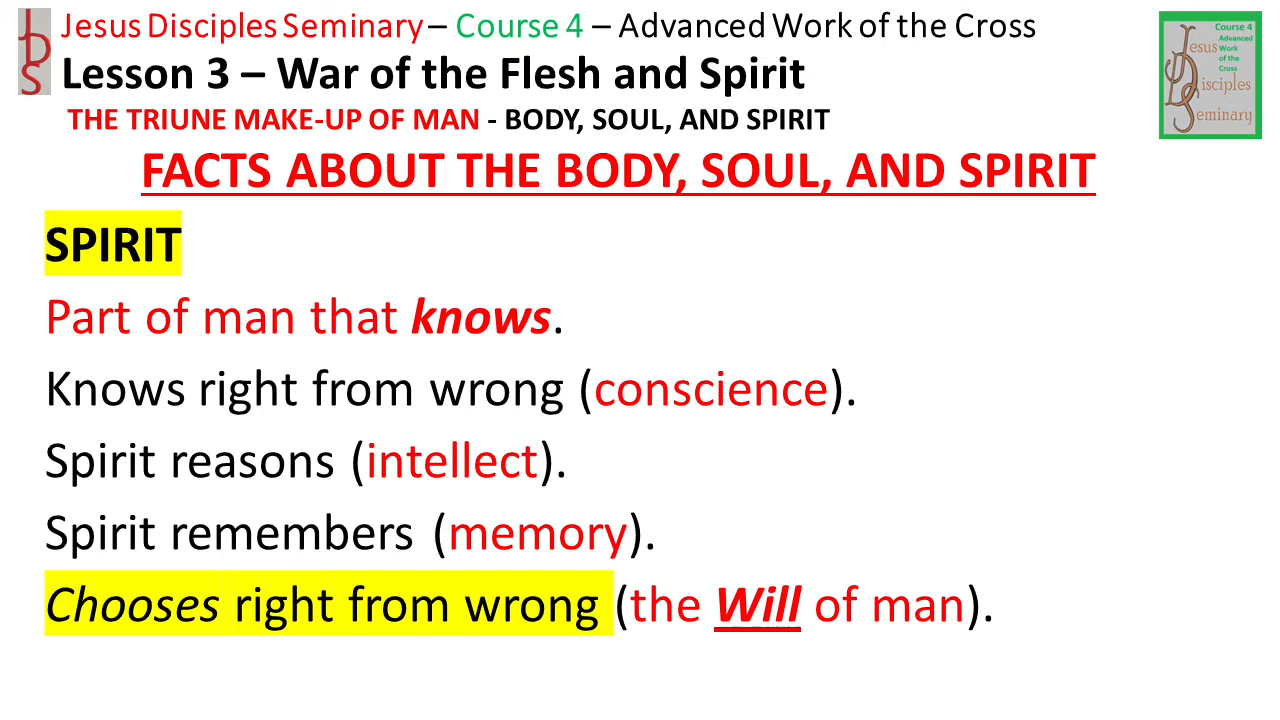 JDS
Jesus Disciples Seminary – Course 4 – Advanced Work of the Cross
Lesson 3 – War of the Flesh and Spirit
THE TRIUNE MAKE-UP OF MAN - BODY, SOUL, AND SPIRIT
Course 4
Advanced
Work
of the
Cross
Jesus
Disciples
Seminary
FACTS ABOUT THE BODY, SOUL, AND SPIRIT
SPIRIT
Part of man that knows.
Knows right from wrong (conscience).
Spirit reasons (intellect).
Spirit remembers (memory).
Chooses right from wrong (the Will of man).